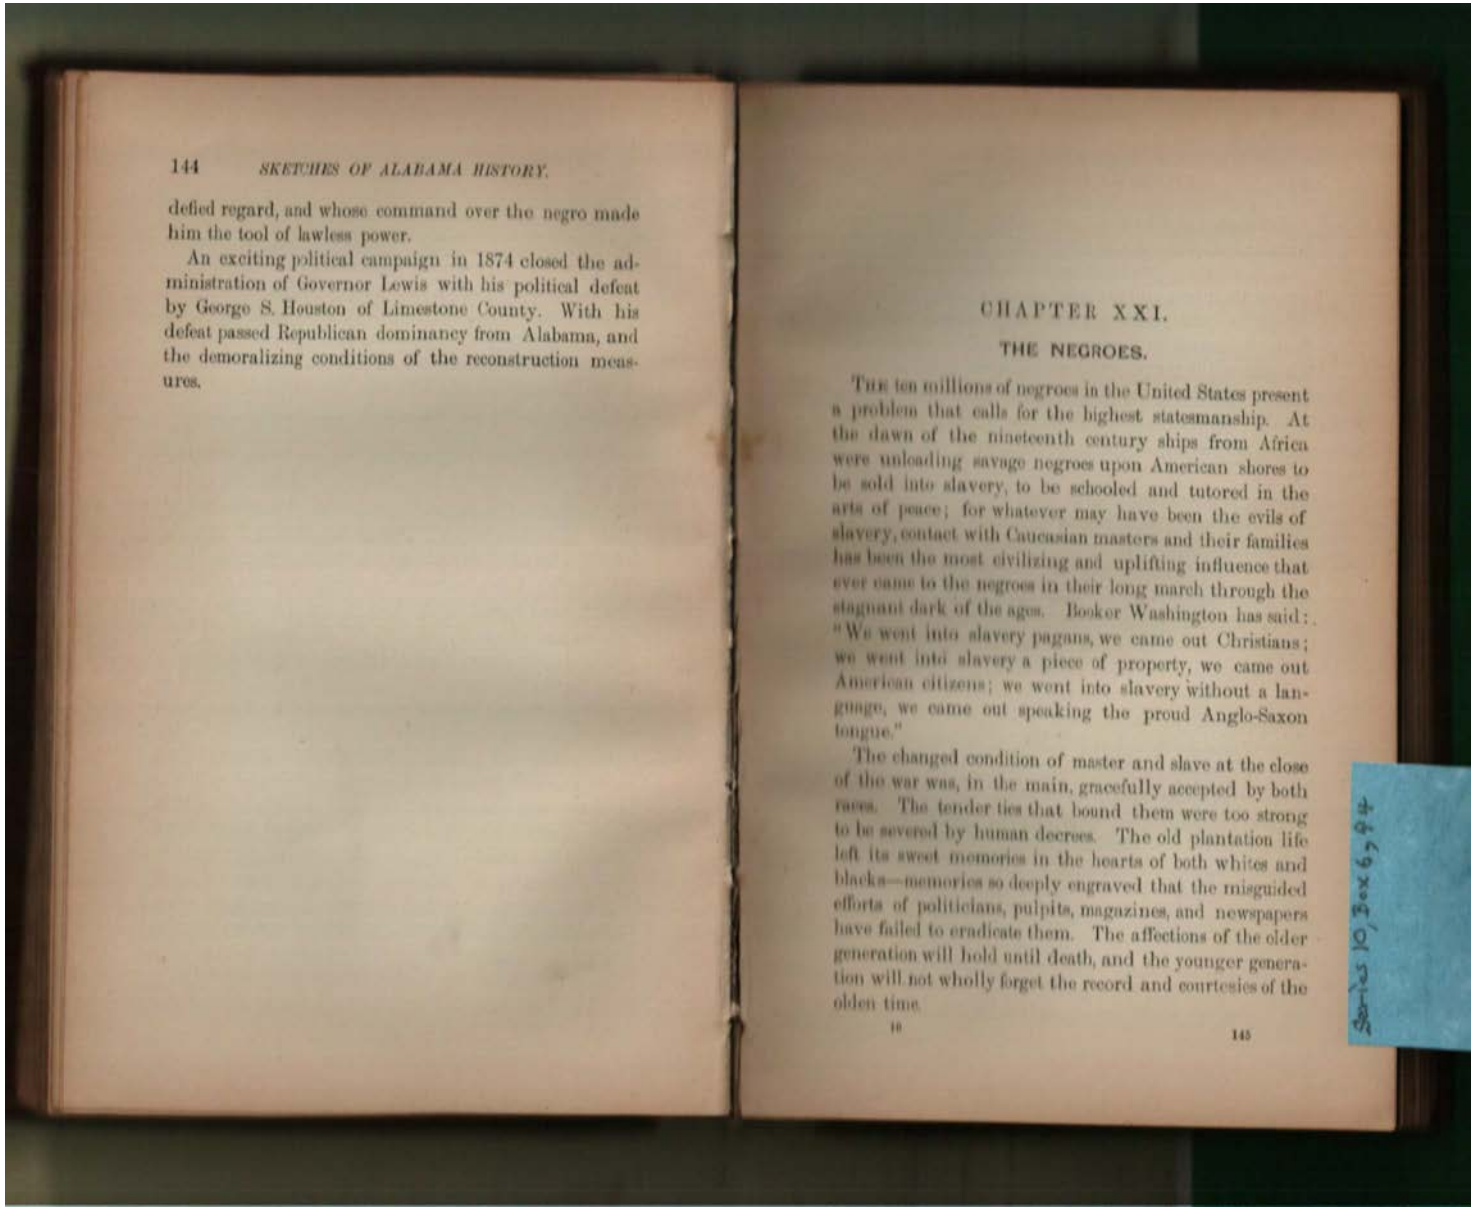 144 SKETCHES OF ALABAMA HISTORY.
defied regard, and whose command over the negro made
him the tool of lawless power.
An exciting political campaign in 1874 closed the ad-
ministration of Governor Lewis with his political defeat
by George S. Houston of Limestone County. With his
defeat passed Republican dominancy from Alabama, and
the demoralizing conditions of the reconstruction meas-
ures.
CHAPTER XXI.
THE NEGROES.
THE ten millions of negroes in the United States present
a problem that calls for the highest statesmanship. At
the dawn of the nineteenth century ships from Africa
were unloading savage negroes upon American shores to
be sold into slavery, to be schooled and tutored in the
arts of peace; for whatever may have been the evils of
slavery, contact with Caucasian masters and their families
has been the most civilizing and uplifting influence that
ever came to the negroes in their long march through the
stagnant dark of the ages. Booker Washington has said:
"We went into slavery pagans, we came out Christians;
we went into slavery a piece of property, we came out
American citizens; we went into slavery without a lan-
guage, we came out speaking the proud Anglo-Saxon
tongue."
The changed condition of master and slave at the close
of the war was, in the main, gracefully accepted by both
races. The tender ties that bound them were too strong
to be severed by human decrees. The old plantation life
left its sweet memories in the hearts of both whites and
blacks—memories so deeply engraved that the misguided
efforts of politicians, pulpits, magazines, and newspapers
have failed to eradicate them. The affections of the older
generation will hold until death, and the younger genera-
tion will not wholly forget the record and courtesies of the
olden time.
10 145
Series 10, Box 6, 94